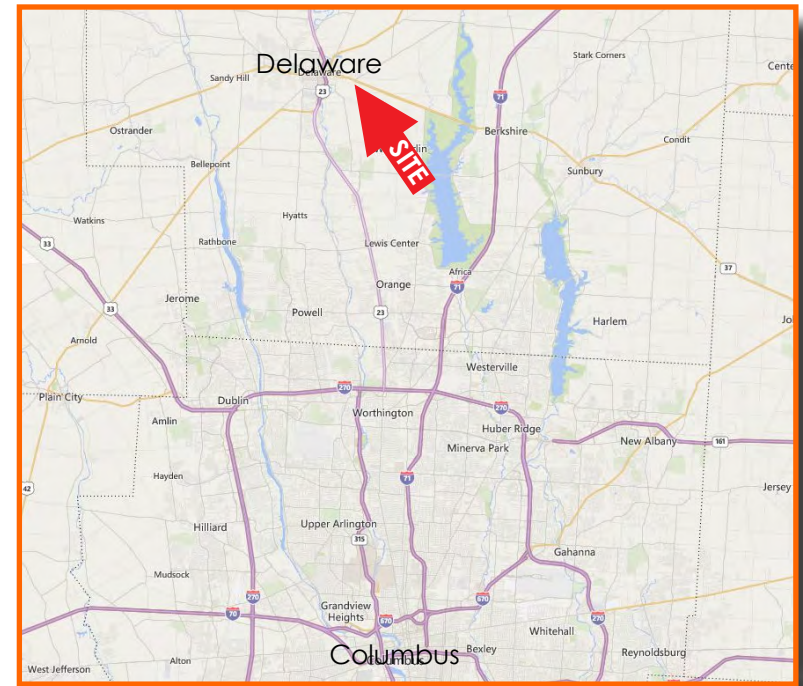 Stark Corners
Delaware
Delaware
Cente
Sandy Hill
23
71
Ostrander
Berkshire
Condit
lin
SITE
Bellepoint
Sunbury
Watkins
Hyatts
33
Rathbone
Lewis Center
37
Africa
Orange
71
Jerome
33
Powell
23
Harlem
Jo
Arnold
Westerville
270
Plain City
Dublin
Worthington
270
Amlin
Huber Ridge
New Albany
161
Minerva Park
71
Hayden
42
Jersey
Hilliard
Upper Arlington
315
Gahanna
Mudsock
270
670
Grandview
Heights
70
670
270
Whitehall
Columbus
Bexley
Reynoldsburg
Alton
West Jefferson